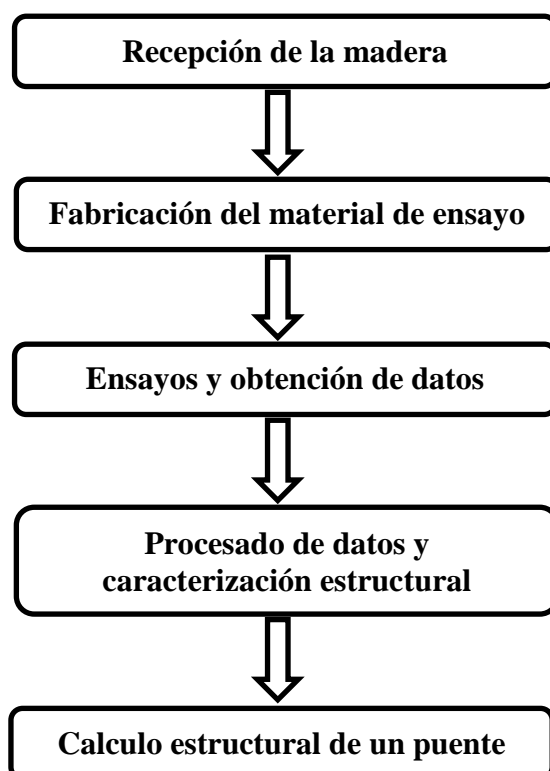 Recepción de la madera
Fabricación del material de ensayo
Ensayos y obtención de datos
Procesado de datos y
caracterización estructural
Calculo estructural de un puente